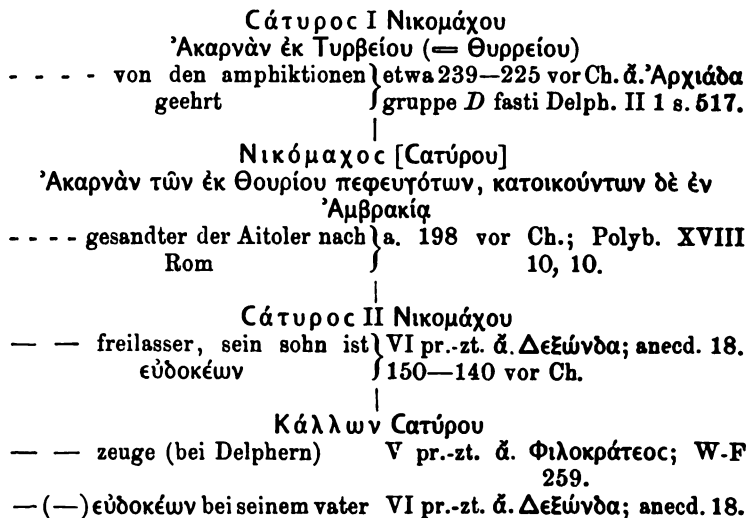 Cάτυρος I Νικομάχου
Ἀκαρνὰν ἐκ Τυρβείου (= Θυρρείου)
- - - - von den amphiktionen } etwa 239—225 vor Ch. ἄ. Ἀρχιάδα
geehrt gruppe D fasti Delph. II 1 s. 517.
Νικόμαχος [Cατύρου]
Ἀκαρνὰν τῶν ἐκ Θουρίου πεφευγότων, κατοικούντων δὲ ἐν
Ἀμβρακίᾳ
- - - - gesandter der Aitoler nach } a. 198 vor Ch.; Polyb. XVIII
Rom 10, 10.
Cάτυρος II Νικομάχου
— — freilasser, sein sohn ist } VI pr.-zt. ἄ. Δεξώνδα; anecd. 18.
εὐδοκέων 150—140 vor Ch.
Κάλλων Cατύρου
— — zeuge (bei Delphern) V pr.-zt. ἄ. Φιλοκράτεος; W-F
259.
—(—) εὐδοκέων bei seinem vater VI pr.-zt. ἄ. Δεξώνδα; anecd. 18.